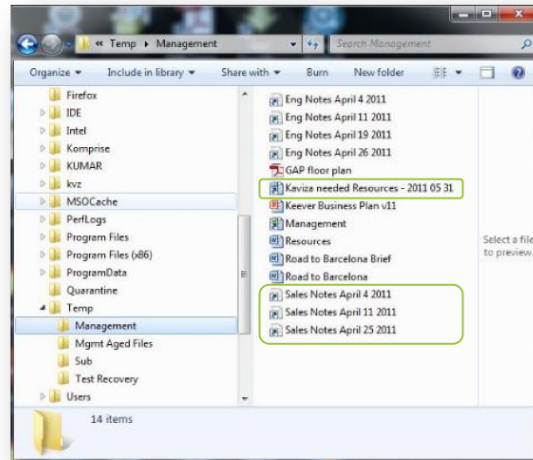 « Temp ▸ Management
Search Management
Organize Include in library Share with Burn New folder
Firefox
IDE
Intel
Komprise
KUMAR
kvz
MSOCache
PerfLogs
Program Files
Program Files (x86)
ProgramData
Quarantine
Temp
Management
Mgmt Aged Files
Sub
Test Recovery
Users
Eng Notes April 4 2011
Eng Notes April 11 2011
Eng Notes April 19 2011
Eng Notes April 26 2011
GAP floor plan
Kaviza needed Resources - 2011 05 31
Keever Business Plan v11
Management
Resources
Road to Barcelona Brief
Road to Barcelona
Sales Notes April 4 2011
Sales Notes April 11 2011
Sales Notes April 25 2011
Select a file
to preview.
14 items